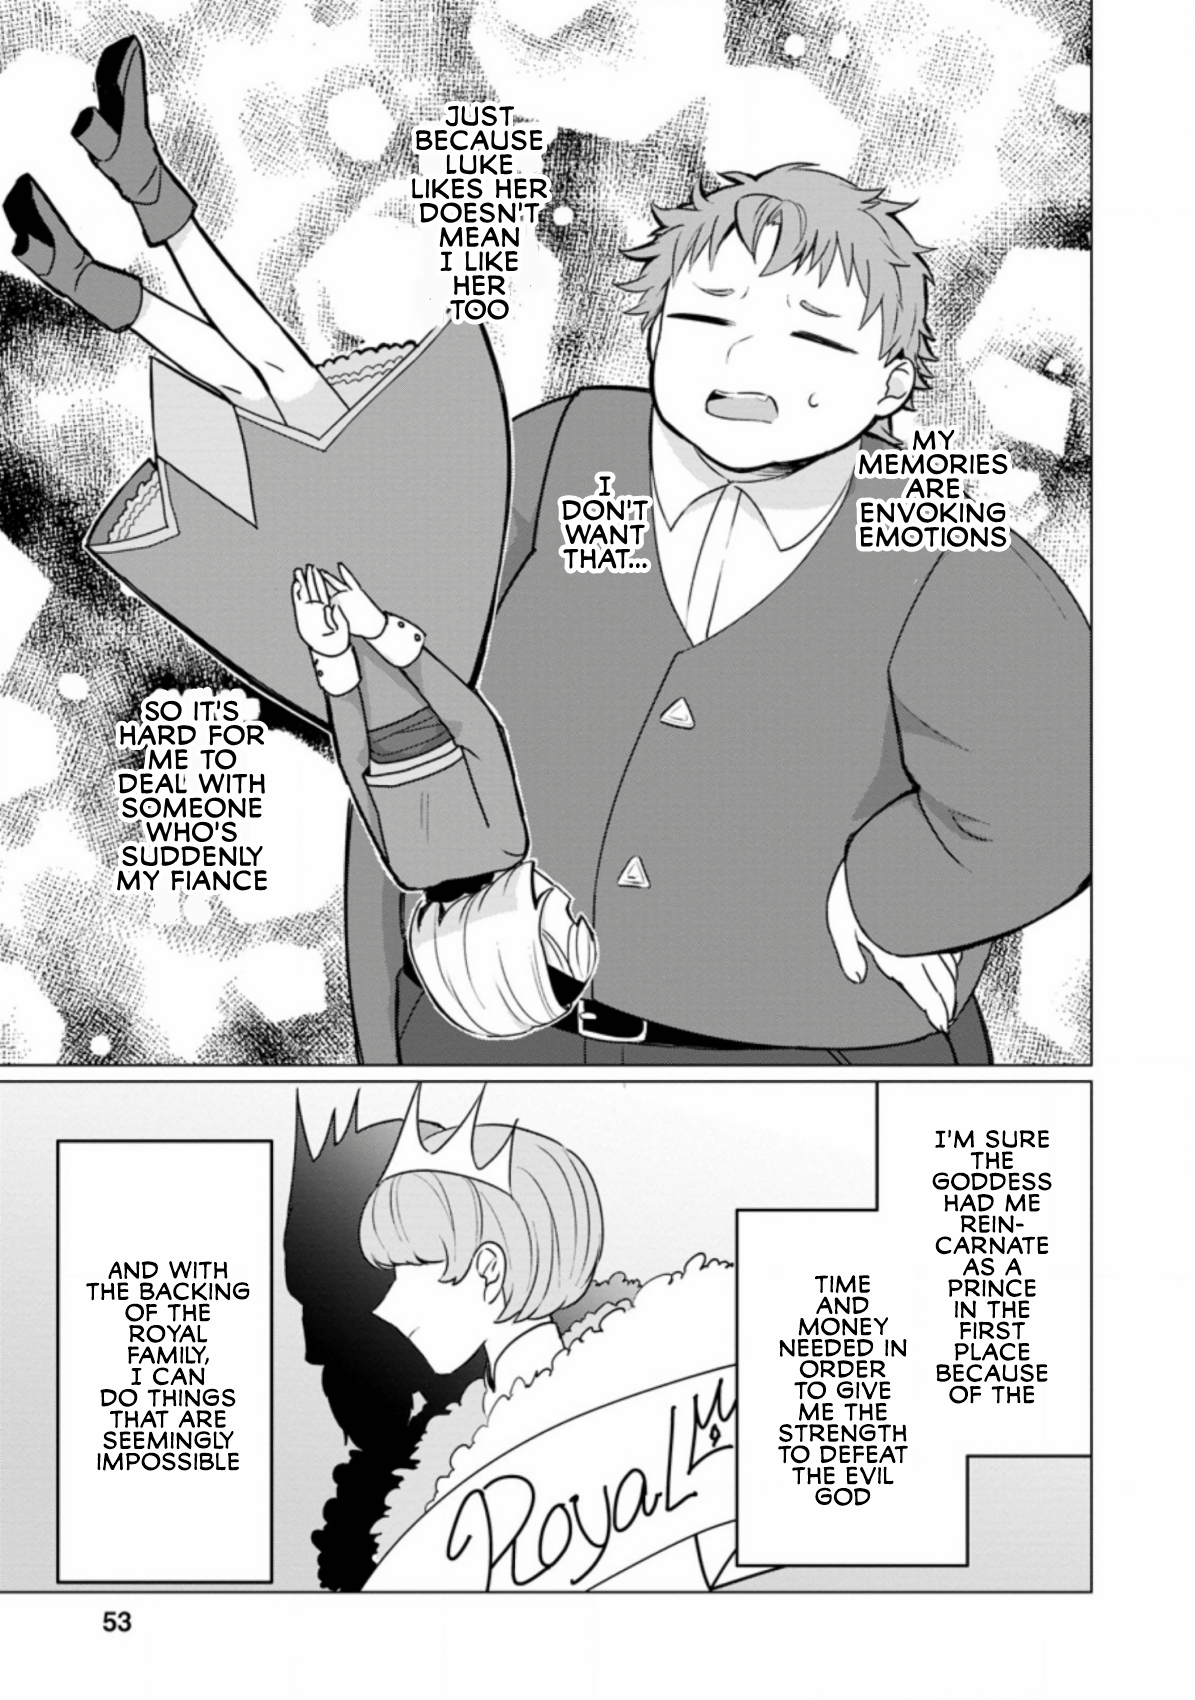 MY
MEMORIES
ARE
ENVOKING
EMOTIONS
I
DON'T
WANT
THAT...
JUST
BECAUSE
LUKE
LIKES HER
DOESN'T
MEAN
I LIKE
HER
TOO
SO IT'S
HARD FOR
ME TO
DEAL WITH
SOMEONE
WHO'S
SUDDENLY
MY FIANCE
I'M SURE
THE
GODDESS
HAD ME
REIN-
CARNATE
AS A
PRINCE
IN THE
FIRST
PLACE
BECAUSE
OF THE
TIME
AND
MONEY
NEEDED IN
ORDER
TO GIVE
ME THE
STRENGTH
TO DEFEAT
THE EVIL
GOD
Royal
AND WITH
THE BACKING
OF THE
ROYAL
FAMILY,
I CAN
DO THINGS
THAT ARE
SEEMINGLY
IMPOSSIBLE
53